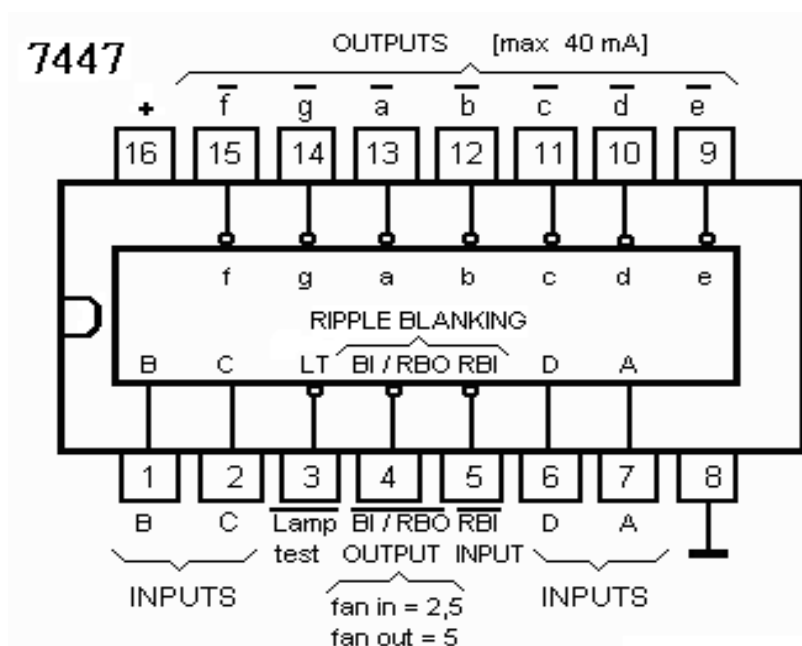 OUTPUTS [max 40 mA]
7447
+ f g a b c d e
16 15 14 13 12 11 10 9
f g a b c d e
RIPPLE BLANKING
B C LT BI / RBO RBI D A
1 2 3 4 5 6 7 8
B C Lamp BI / RBO RBI D A
test OUTPUT INPUT
INPUTS INPUTS
fan in = 2,5
fan out = 5